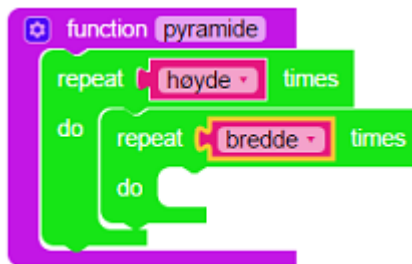 function pyramide
repeat høyde times
do repeat bredde times
do